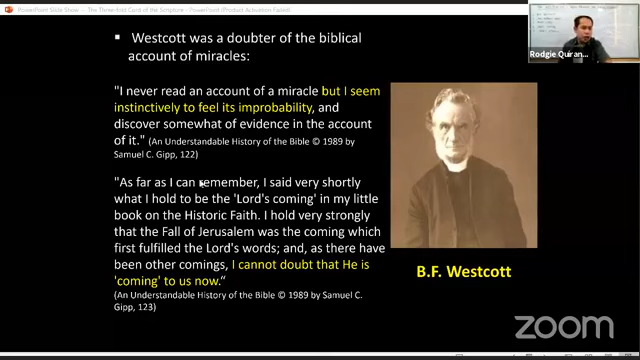 PowerPoint Slide Show - The Threefold Cord of the Scripture - PowerPoint (Product Activation Failed)
Rodgie Quiran...
▪ Westcott was a doubter of the biblical
account of miracles:
"I never read an account of a miracle but I seem
instinctively to feel its improbability, and
discover somewhat of evidence in the account
of it." (An Understandable History of the Bible © 1989 by
Samuel C. Gipp, 122)
"As far as I can remember, I said very shortly
what I hold to be the 'Lord's coming' in my little
book on the Historic Faith. I hold very strongly
that the Fall of Jerusalem was the coming which
first fulfilled the Lord's words; and, as there have
been other comings, I cannot doubt that He is
'coming' to us now."
(An Understandable History of the Bible © 1989 by Samuel C.
Gipp, 123)
B.F. Westcott
zoom